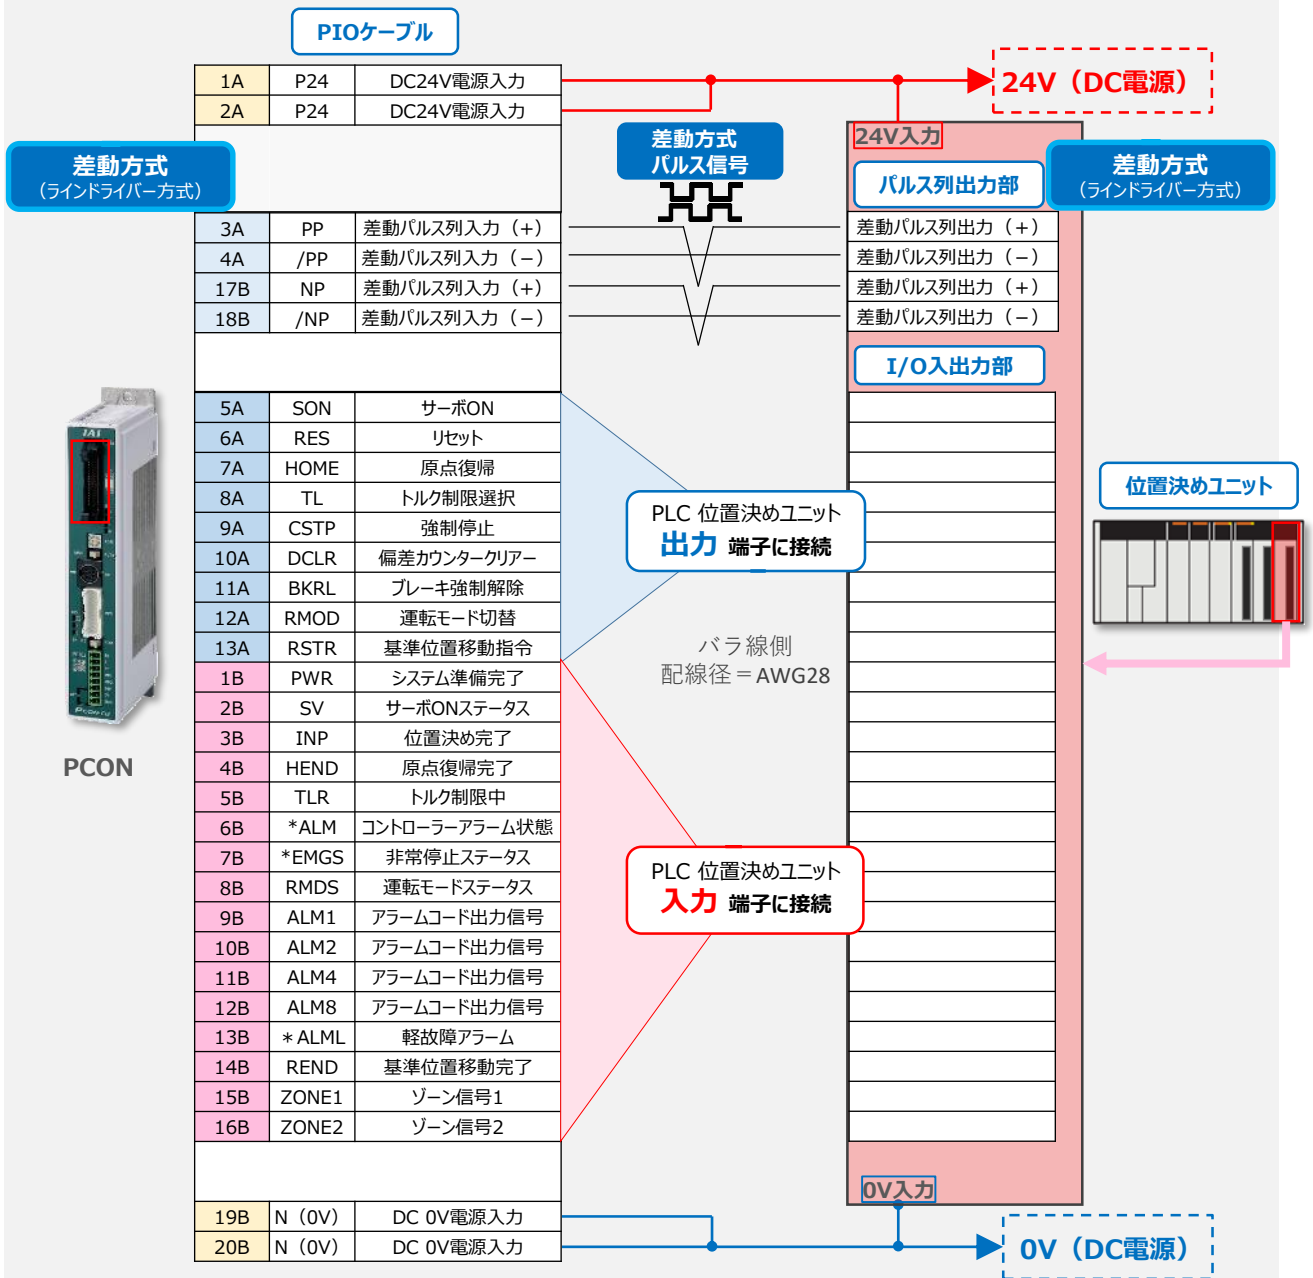 PIOケーブル
1A P24 DC24V電源入力
2A P24 DC24V電源入力
24V（DC電源）
24V入力
差動方式
（ラインドライバー方式）
差動方式
パルス信号
パルス列出力部
差動方式
（ラインドライバー方式）
3A PP 差動パルス列入力（+） 差動パルス列出力（+）
4A /PP 差動パルス列入力（−） 差動パルス列出力（−）
17B NP 差動パルス列入力（+） 差動パルス列出力（+）
18B /NP 差動パルス列入力（−） 差動パルス列出力（−）
I/O入出力部
5A SON サーボON
6A RES リセット
7A HOME 原点復帰
8A TL トルク制限選択
9A CSTP 強制停止
10A DCLR 偏差カウンタークリアー
11A BKRL ブレーキ強制解除
12A RMOD 運転モード切替
13A RSTR 基準位置移動指令
PLC 位置決めユニット
出力 端子に接続
位置決めユニット
バラ線側
配線径＝AWG28
IAI
PCON
1B PWR システム準備完了
2B SV サーボONステータス
3B INP 位置決め完了
4B HEND 原点復帰完了
5B TLR トルク制限中
6B *ALM コントローラーアラーム状態
7B *EMGS 非常停止ステータス
8B RMDS 運転モードステータス
9B ALM1 アラームコード出力信号
10B ALM2 アラームコード出力信号
11B ALM4 アラームコード出力信号
12B ALM8 アラームコード出力信号
13B ＊ALML 軽故障アラーム
14B REND 基準位置移動完了
15B ZONE1 ゾーン信号1
16B ZONE2 ゾーン信号2
PLC 位置決めユニット
入力 端子に接続
0V入力
19B N（0V） DC 0V電源入力
20B N（0V） DC 0V電源入力
0V（DC電源）